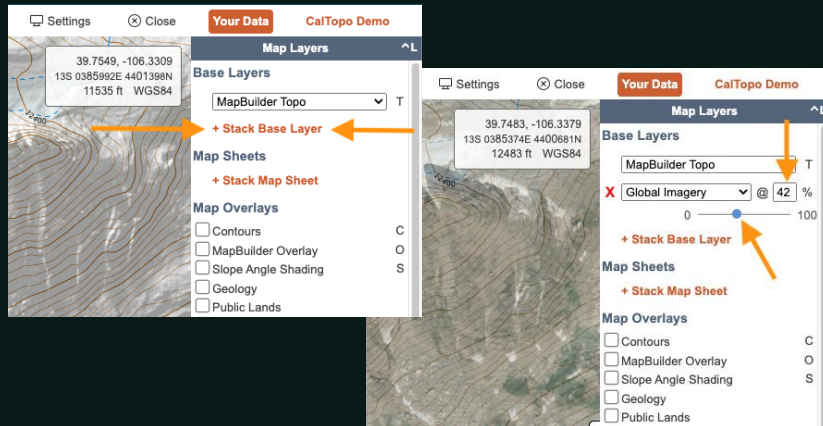 Settings Close Your Data CalTopo Demo
39.7549, -106.3309
13S 0385992E 4401398N
11535 ft WGS84
12400
Map Layers ^L
Base Layers
MapBuilder Topo T
+ Stack Base Layer
Map Sheets
+ Stack Map Sheet
Map Overlays
Contours C
MapBuilder Overlay O
Slope Angle Shading S
Geology
Public Lands
Settings Close Your Data CalTopo Demo
39.7483, -106.3379
13S 0385374E 4400681N
12483 ft WGS84
12400
Map Layers ^L
Base Layers
MapBuilder Topo T
X Global Imagery @ 42 %
0 100
+ Stack Base Layer
Map Sheets
+ Stack Map Sheet
Map Overlays
Contours C
MapBuilder Overlay O
Slope Angle Shading S
Geology
Public Lands